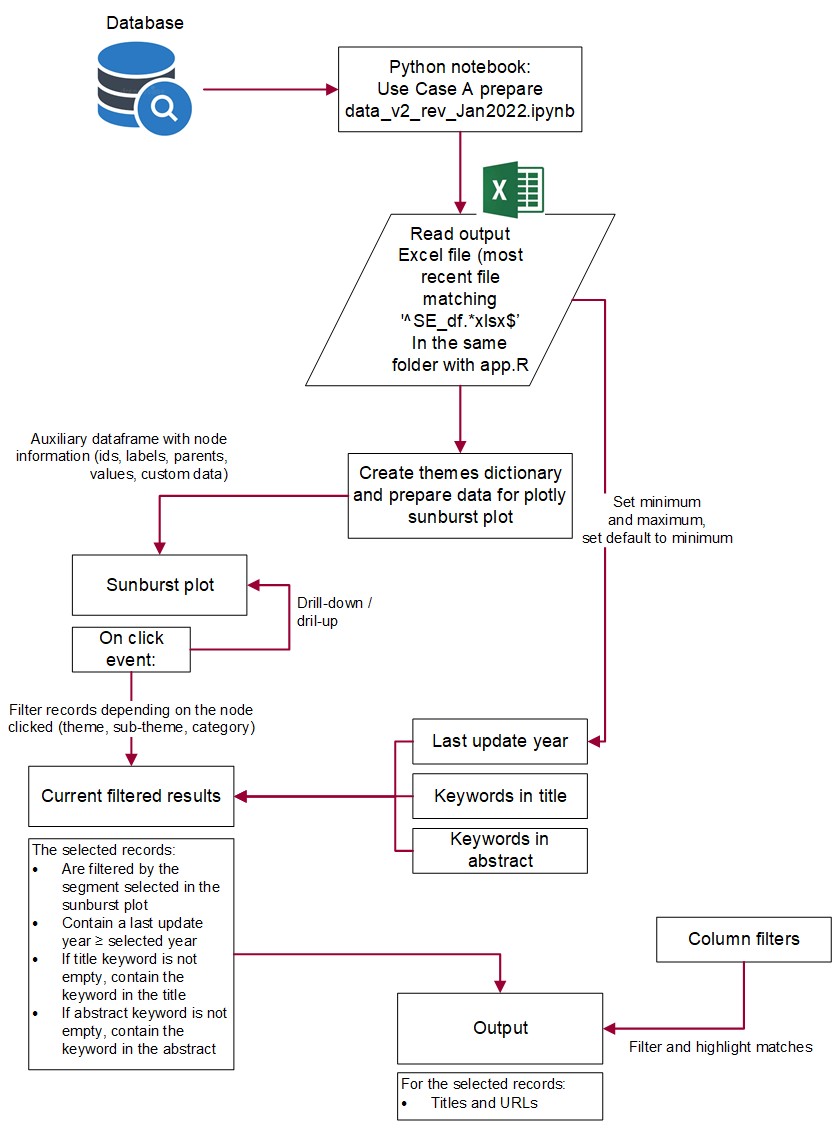 Database
Python notebook:
Use Case A prepare
data_v2_rev_Jan2022.ipynb
X
Read output
Excel file (most
recent file
matching
'^SE_df.*xlsx$’
In the same
folder with app.R
Auxiliary dataframe with node
information (ids, labels, parents,
values, custom data)
Create themes dictionary
and prepare data for plotly
sunburst plot
Set minimum
and maximum,
set default to minimum
Sunburst plot
Drill-down /
dril-up
On click
event:
Filter records depending on the node
clicked (theme, sub-theme, category)
Last update year
Current filtered results
Keywords in title
Keywords in
abstract
The selected records:
• Are filtered by the
segment selected in the
sunburst plot
• Contain a last update
year ≥ selected year
• If title keyword is not
empty, contain the
keyword in the title
• If abstract keyword is not
empty, contain the
keyword in the abstract
Column filters
Output
Filter and highlight matches
For the selected records:
• Titles and URLs